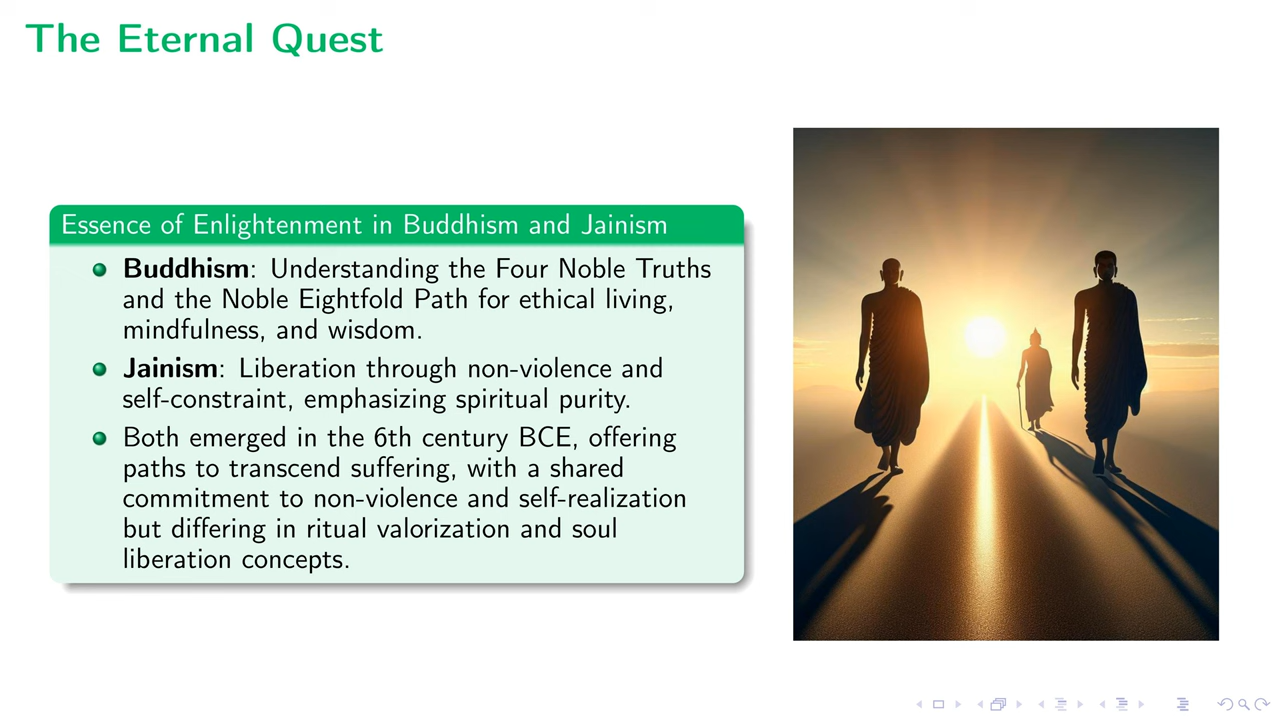 The Eternal Quest
Essence of Enlightenment in Buddhism and Jainism
Buddhism: Understanding the Four Noble Truths
and the Noble Eightfold Path for ethical living,
mindfulness, and wisdom.
Jainism: Liberation through non-violence and
self-constraint, emphasizing spiritual purity.
Both emerged in the 6th century BCE, offering
paths to transcend suffering, with a shared
commitment to non-violence and self-realization
but differing in ritual valorization and soul
liberation concepts.